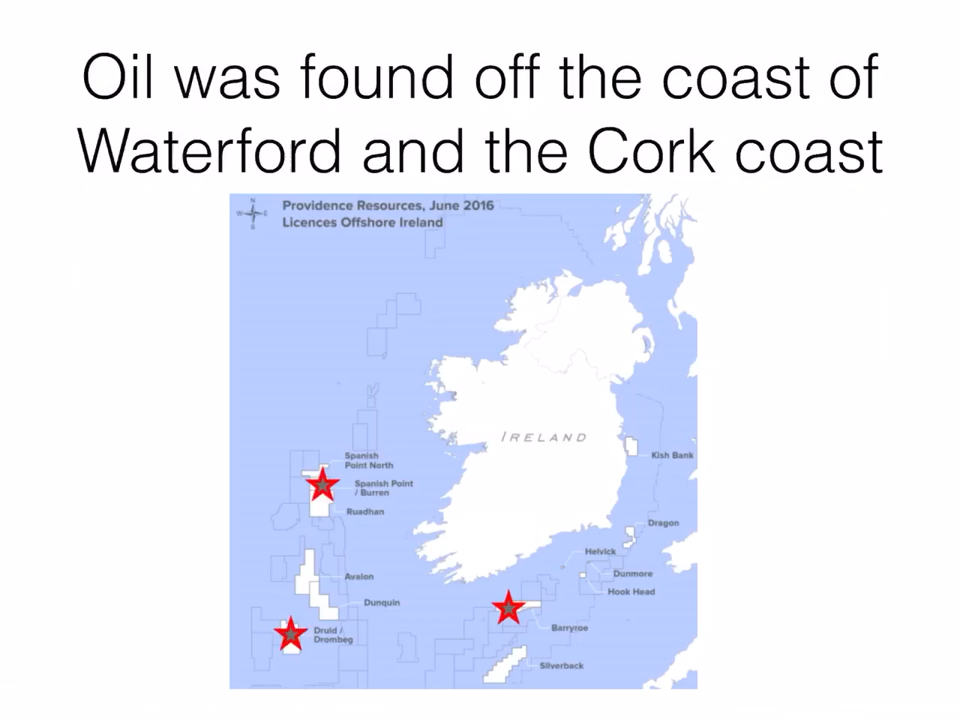 Oil was found off the coast of
Waterford and the Cork coast
N
W E
S
Providence Resources, June 2016
Licences Offshore Ireland
IRELAND
Kish Bank
Spanish
Point North
Spanish Point
/ Burren
Ruadhan
Dragon
Helvick
Dunmore
Hook Head
Avalon
Dunquin
Barryroe
Druid /
Drombeg
Silverback